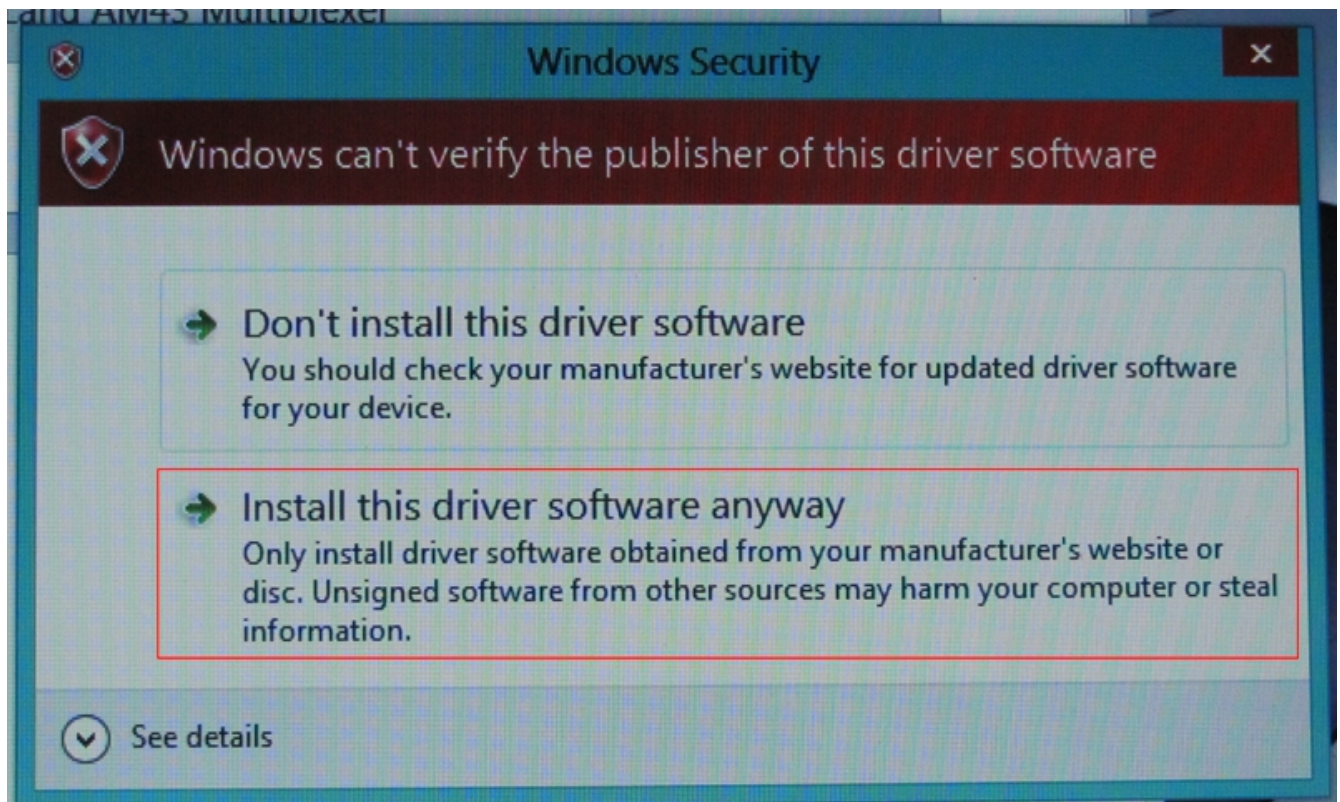 and AM43 Multiplexer
Windows Security
Windows can't verify the publisher of this driver software
Don't install this driver software
You should check your manufacturer's website for updated driver software
for your device.
Install this driver software anyway
Only install driver software obtained from your manufacturer's website or
disc. Unsigned software from other sources may harm your computer or steal
information.
See details